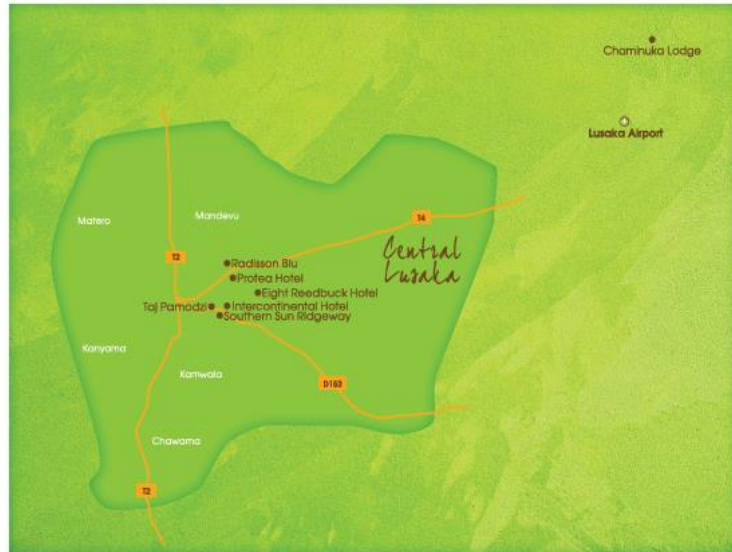 Chaminuka Lodge
Lusaka Airport
Matero
Mandevu
T4
Central
Lusaka
T2
Radisson Blu
Protea Hotel
Eight Reedbuck Hotel
Taj Pamodzi
Intercontinental Hotel
Southern Sun Ridgeway
Kanyama
Kamwala
D152
Chawama
T2